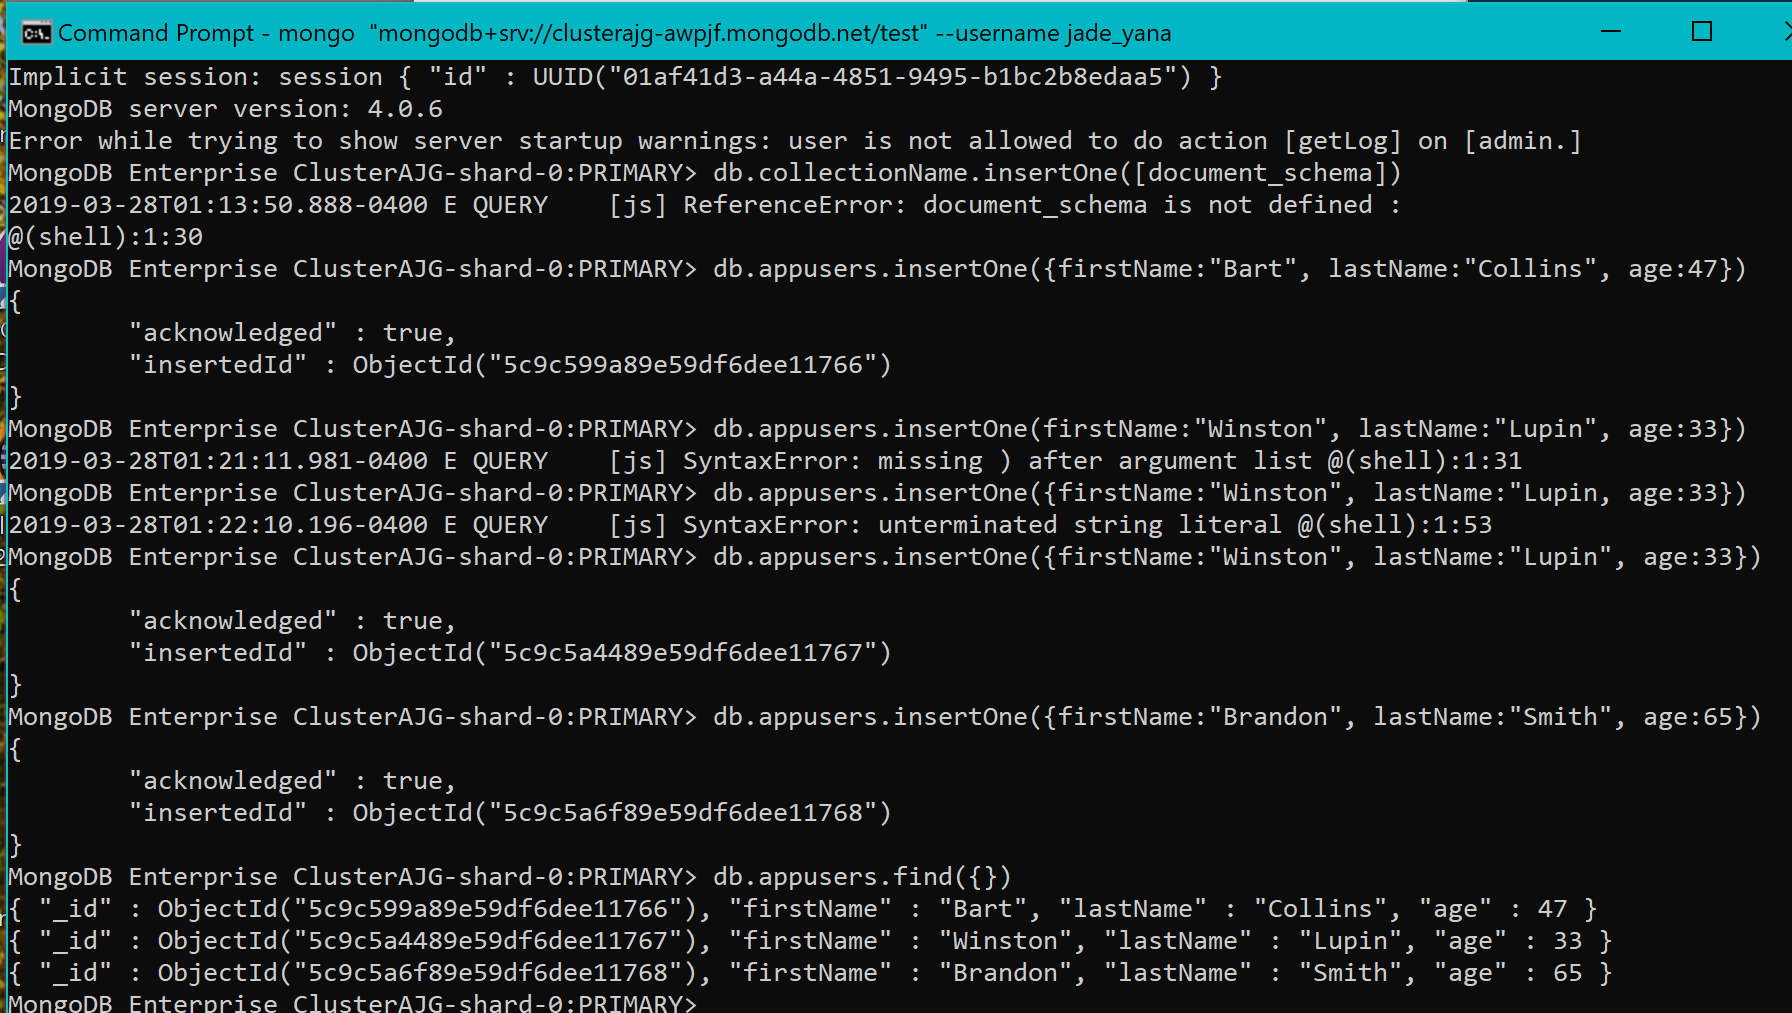 Command Prompt - mongo  "mongodb+srv://clusterajg-awpjf.mongodb.net/test" --username jade_yana
Implicit session: session { "id" : UUID("01af41d3-a44a-4851-9495-b1bc2b8edaa5") }
MongoDB server version: 4.0.6
Error while trying to show server startup warnings: user is not allowed to do action [getLog] on [admin.]
MongoDB Enterprise ClusterAJG-shard-0:PRIMARY> db.collectionName.insertOne([document_schema])
2019-03-28T01:13:50.888-0400 E QUERY    [js] ReferenceError: document_schema is not defined :
@(shell):1:30
MongoDB Enterprise ClusterAJG-shard-0:PRIMARY> db.appusers.insertOne({firstName:"Bart", lastName:"Collins", age:47})
{
        "acknowledged" : true,
        "insertedId" : ObjectId("5c9c599a89e59df6dee11766")
}
MongoDB Enterprise ClusterAJG-shard-0:PRIMARY> db.appusers.insertOne(firstName:"Winston", lastName:"Lupin", age:33})
2019-03-28T01:21:11.981-0400 E QUERY    [js] SyntaxError: missing ) after argument list @(shell):1:31
MongoDB Enterprise ClusterAJG-shard-0:PRIMARY> db.appusers.insertOne({firstName:"Winston", lastName:"Lupin, age:33})
2019-03-28T01:22:10.196-0400 E QUERY    [js] SyntaxError: unterminated string literal @(shell):1:53
MongoDB Enterprise ClusterAJG-shard-0:PRIMARY> db.appusers.insertOne({firstName:"Winston", lastName:"Lupin", age:33})
{
        "acknowledged" : true,
        "insertedId" : ObjectId("5c9c5a4489e59df6dee11767")
}
MongoDB Enterprise ClusterAJG-shard-0:PRIMARY> db.appusers.insertOne({firstName:"Brandon", lastName:"Smith", age:65})
{
        "acknowledged" : true,
        "insertedId" : ObjectId("5c9c5a6f89e59df6dee11768")
}
MongoDB Enterprise ClusterAJG-shard-0:PRIMARY> db.appusers.find({})
{ "_id" : ObjectId("5c9c599a89e59df6dee11766"), "firstName" : "Bart", "lastName" : "Collins", "age" : 47 }
{ "_id" : ObjectId("5c9c5a4489e59df6dee11767"), "firstName" : "Winston", "lastName" : "Lupin", "age" : 33 }
{ "_id" : ObjectId("5c9c5a6f89e59df6dee11768"), "firstName" : "Brandon", "lastName" : "Smith", "age" : 65 }
MongoDB Enterprise ClusterAJG-shard-0:PRIMARY>